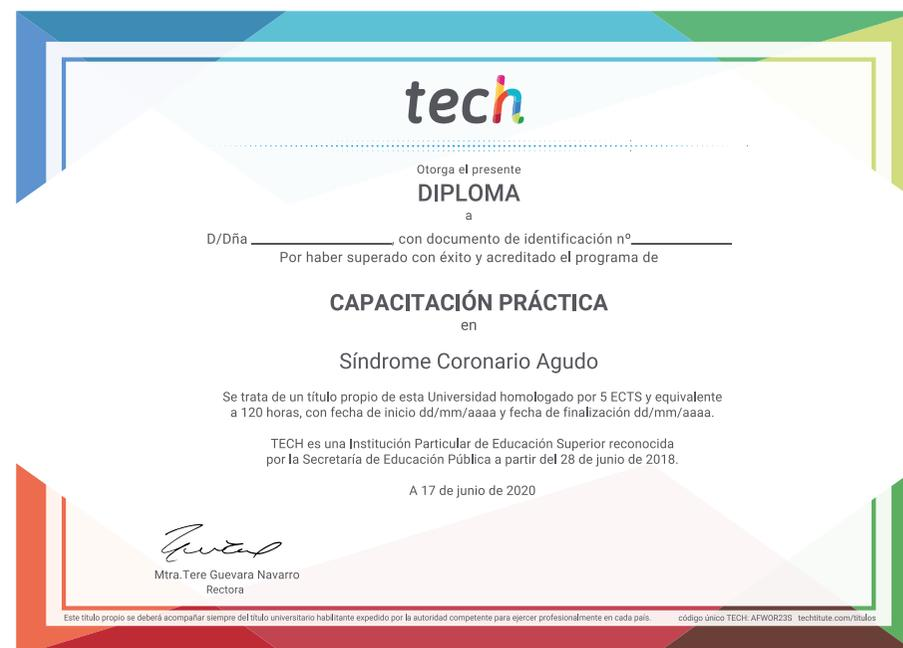 tech
Otorga el presente
DIPLOMA
a
D/Dña ________________, con documento de identificación nº____________
Por haber superado con éxito y acreditado el programa de
CAPACITACIÓN PRÁCTICA
en
Síndrome Coronario Agudo
Se trata de un título propio de esta Universidad homologado por 5 ECTS y equivalente
a 120 horas, con fecha de inicio dd/mm/aaaa y fecha de finalización dd/mm/aaaa.
TECH es una Institución Particular de Educación Superior reconocida
por la Secretaría de Educación Pública a partir del 28 de junio de 2018.
A 17 de junio de 2020
Mtra.Tere Guevara Navarro
Rectora
Este título propio se deberá acompañar siempre del título universitario habilitante expedido por la autoridad competente para ejercer profesionalmente en cada país. código único TECH: AFWOR23S techtitute.com/titulos